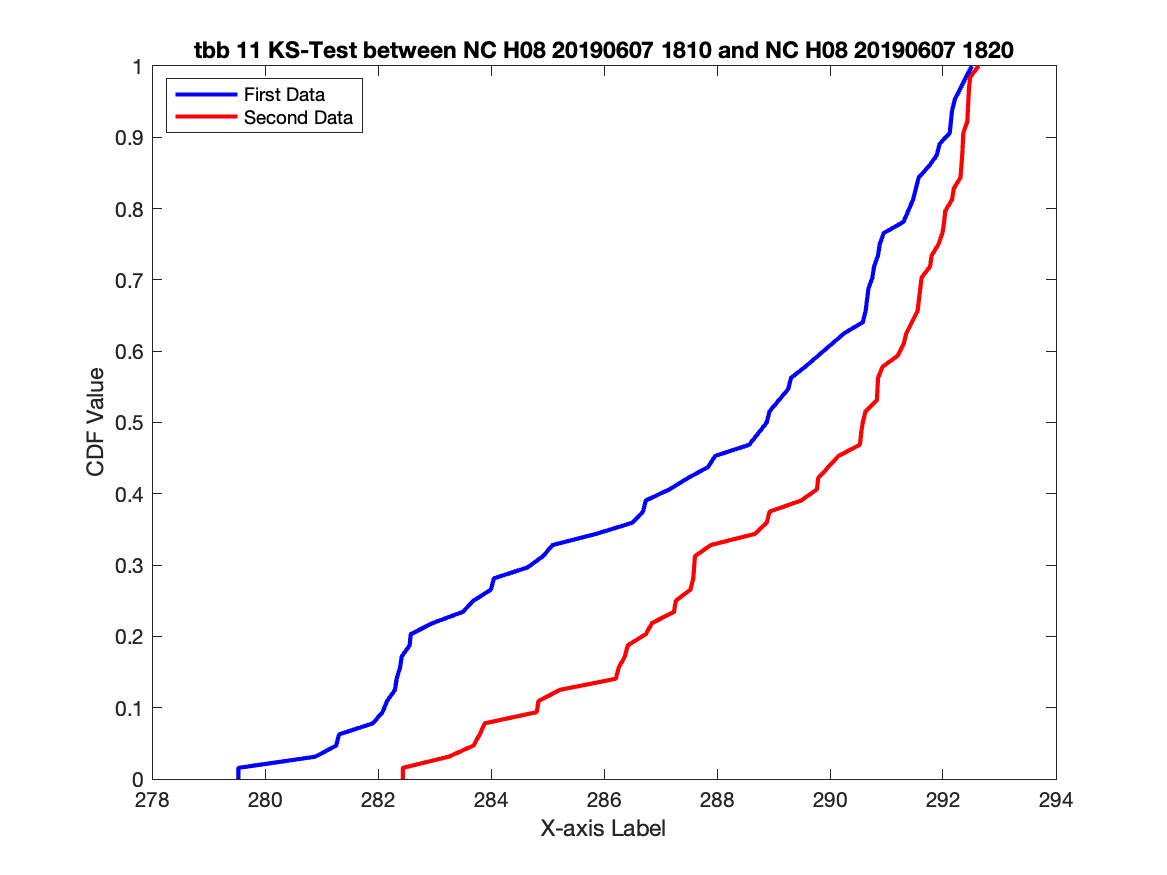 tbb 11 KS-Test between NC H08 20190607 1810 and NC H08 20190607 1820
First Data
Second Data
1
0.9
0.8
0.7
0.6
0.5
0.4
0.3
0.2
0.1
0
CDF Value
278 280 282 284 286 288 290 292 294
X-axis Label